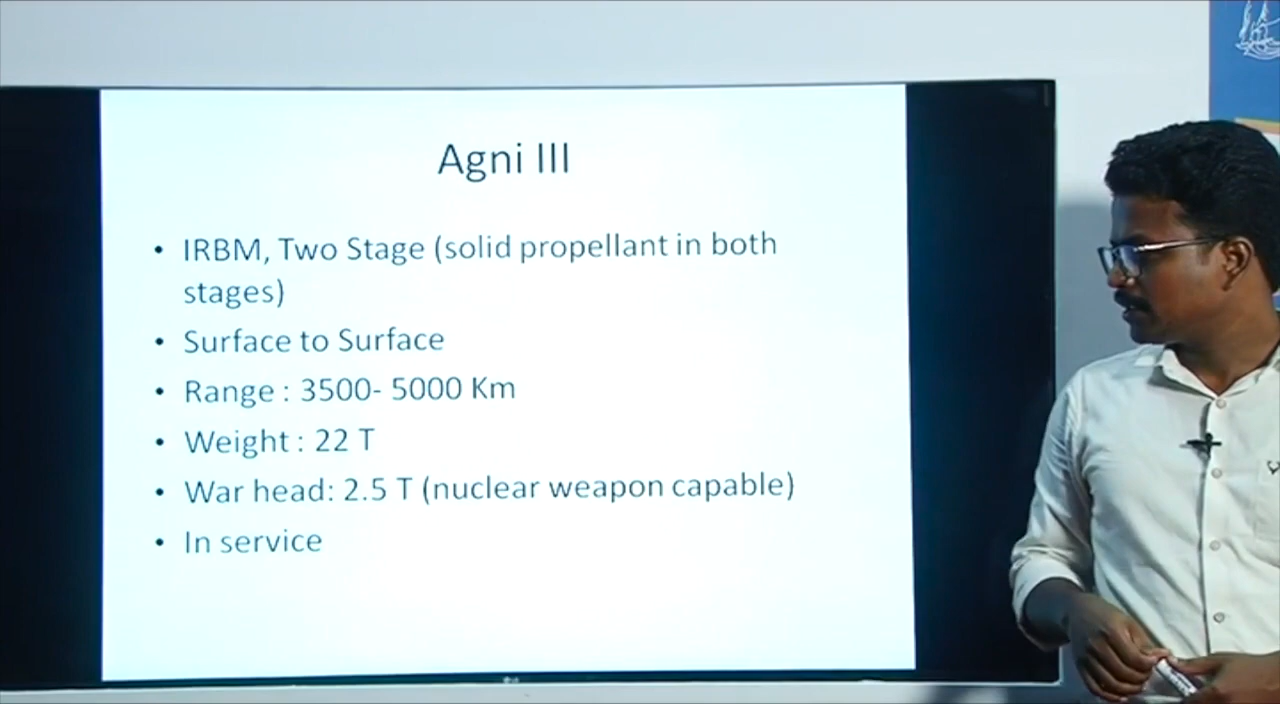 Agni III
• IRBM, Two Stage (solid propellant in both
stages)
• Surface to Surface
• Range : 3500- 5000 Km
• Weight : 22 T
• War head: 2.5 T (nuclear weapon capable)
• In service
LG